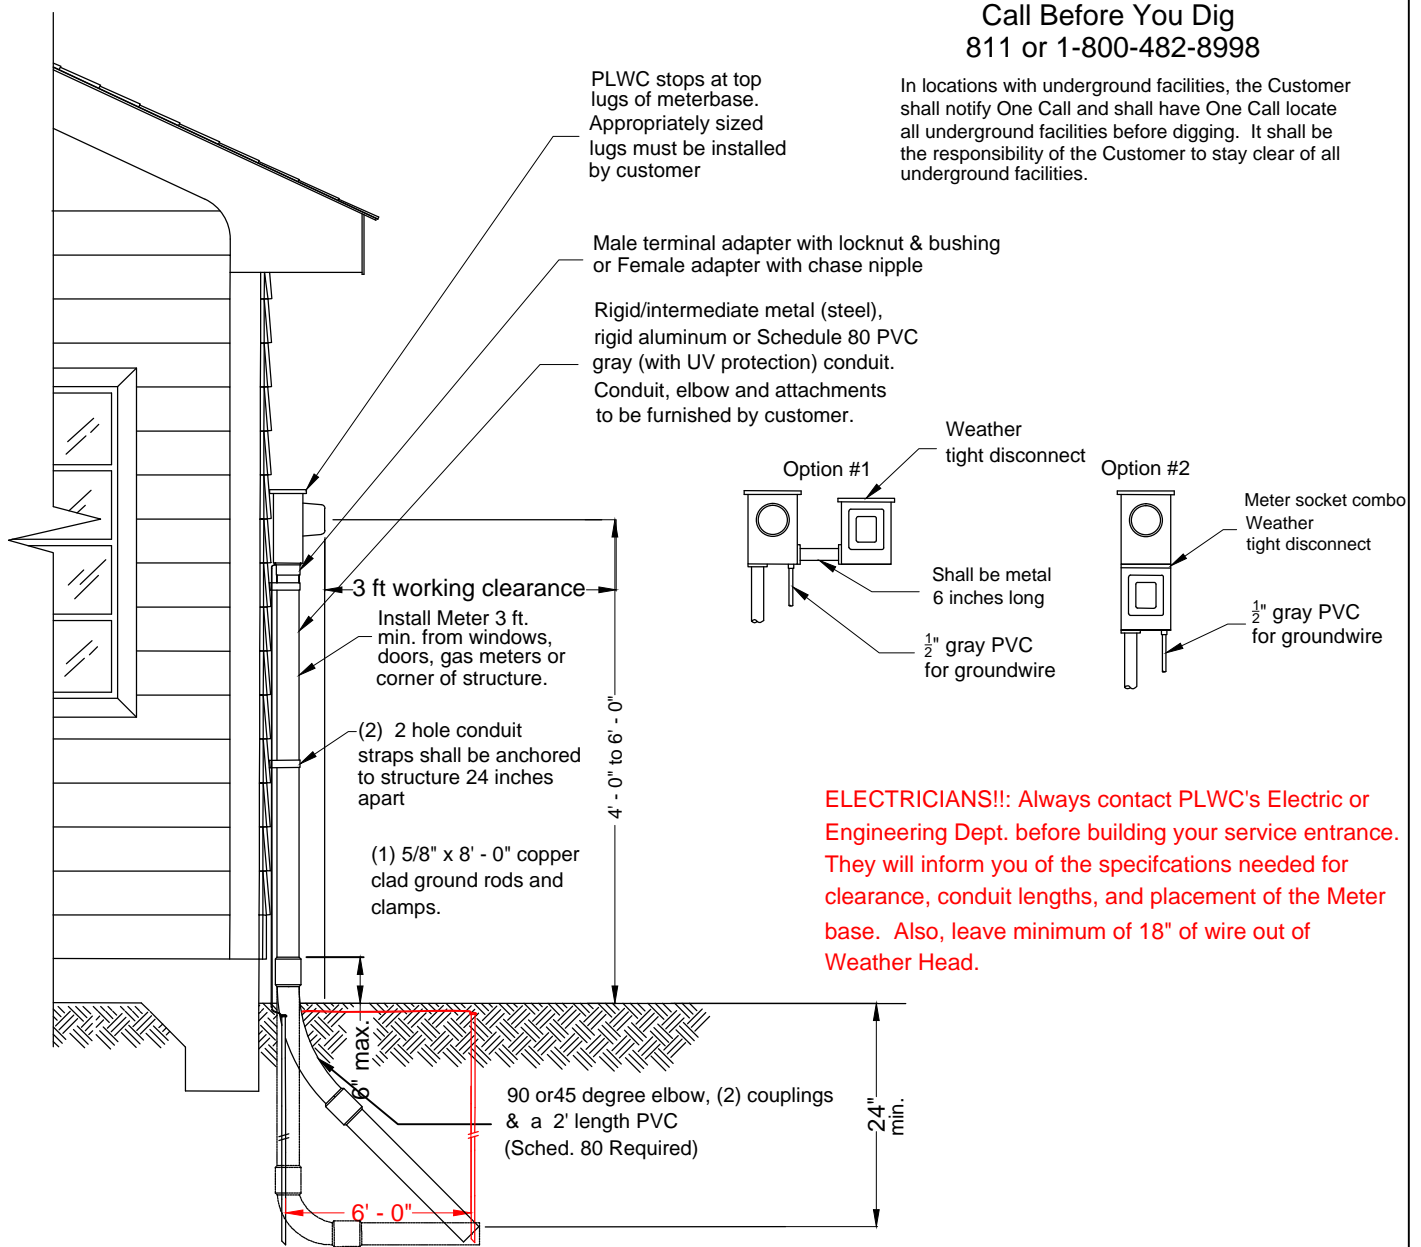 Call Before You Dig
811 or 1-800-482-8998
In locations with underground facilities, the Customer
shall notify One Call and shall have One Call locate
all underground facilities before digging.  It shall be
the responsibility of the Customer to stay clear of all
underground facilities.
PLWC stops at top
lugs of meterbase.
Appropriately sized
lugs must be installed
by customer
Male terminal adapter with locknut & bushing
or Female adapter with chase nipple
Rigid/intermediate metal (steel),
rigid aluminum or Schedule 80 PVC
gray (with UV protection) conduit.
Conduit, elbow and attachments
to be furnished by customer.
Weather
tight disconnect
Option #1
Option #2
Meter socket combo
Weather
tight disconnect
Shall be metal
6 inches long
1/2" gray PVC
for groundwire
1/2" gray PVC
for groundwire
3 ft working clearance
Install Meter 3 ft.
min. from windows,
doors, gas meters or
corner of structure.
4' - 0" to 6' - 0"
(2)  2 hole conduit
straps shall be anchored
to structure 24 inches
apart
(1) 5/8" x 8' - 0" copper
clad ground rods and
clamps.
ELECTRICIANS!!: Always contact PLWC's Electric or
Engineering Dept. before building your service entrance.
They will inform you of the specifcations needed for
clearance, conduit lengths, and placement of the Meter
base.  Also, leave minimum of 18" of wire out of
Weather Head.
6" max.
90 or45 degree elbow, (2) couplings
&  a  2' length PVC
(Sched. 80 Required)
24"
min.
6' - 0"